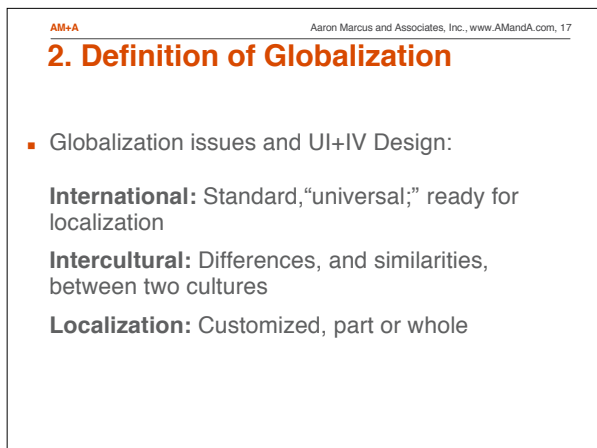 AM+A Aaron Marcus and Associates, Inc., www.AMandA.com, 17
2. Definition of Globalization
▪ Globalization issues and UI+IV Design:
International: Standard,“universal;” ready for
localization
Intercultural: Differences, and similarities,
between two cultures
Localization: Customized, part or whole